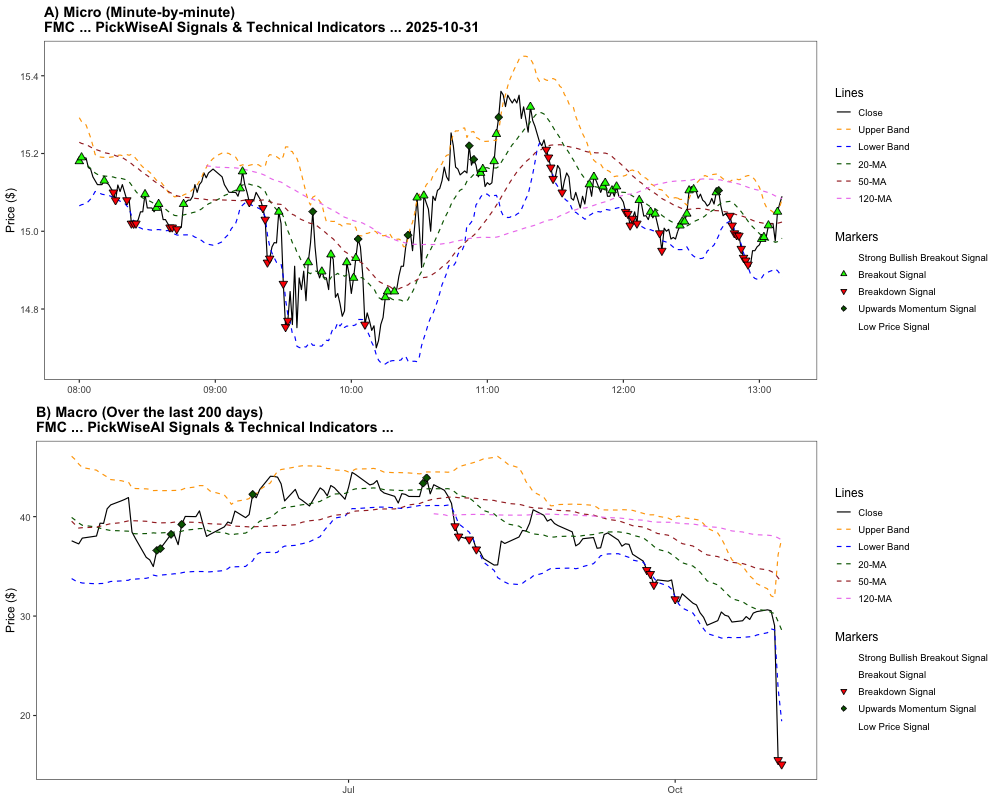 A) Micro (Minute-by-minute)
FMC ... PickWiseAI Signals & Technical Indicators ... 2025-10-31
Price ($)
15.4
15.2
15.0
14.8
08:00
09:00
10:00
11:00
12:00
13:00
Lines
Close
Upper Band
Lower Band
20-MA
50-MA
120-MA
Markers
Strong Bullish Breakout Signal
Breakout Signal
Breakdown Signal
Upwards Momentum Signal
Low Price Signal
B) Macro (Over the last 200 days)
FMC ... PickWiseAI Signals & Technical Indicators ...
Price ($)
40
30
20
Jul
Oct
Lines
Close
Upper Band
Lower Band
20-MA
50-MA
120-MA
Markers
Strong Bullish Breakout Signal
Breakout Signal
Breakdown Signal
Upwards Momentum Signal
Low Price Signal